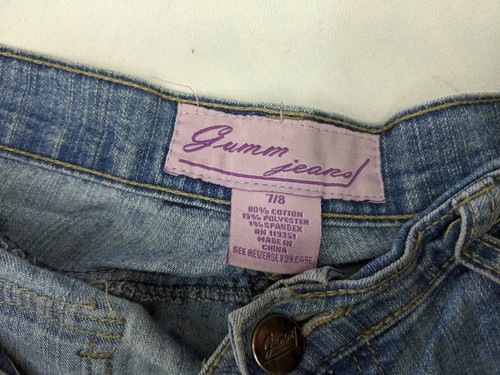 Gumm
jeans
7/8
80% COTTON
19% POLYESTER
1% SPANDEX
RN 119351
MADE IN
CHINA
SEE REVERSE FOR CARE
Gumm